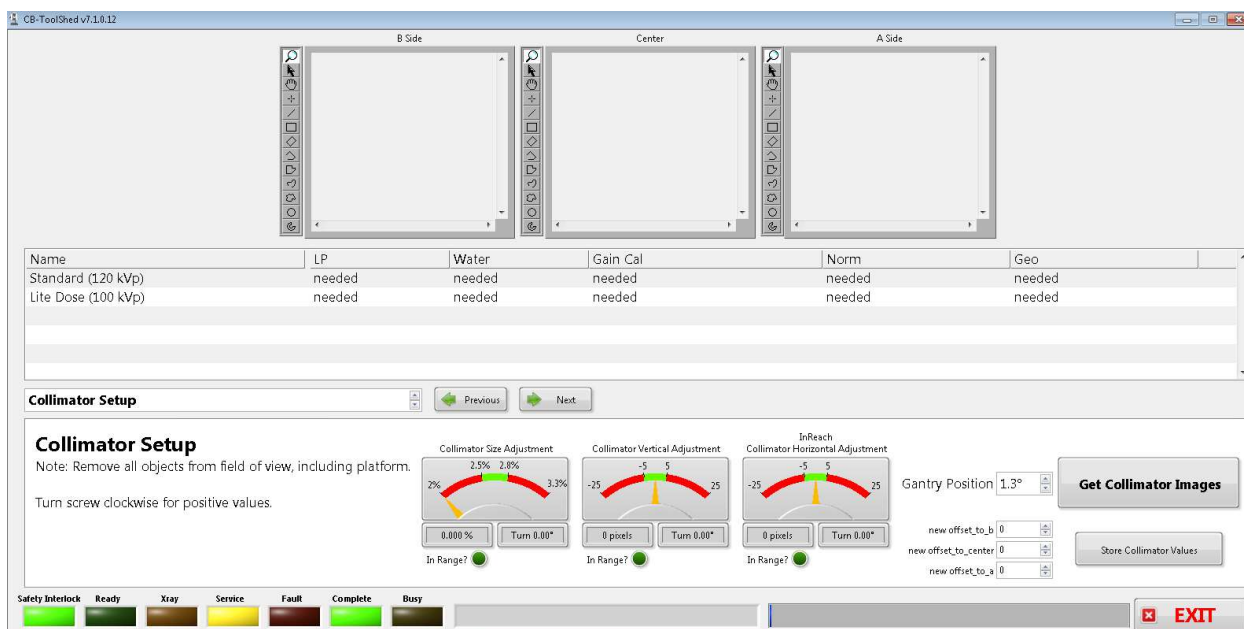 CB-ToolShed v7.1.0.12
B Side Center A Side
Name LP Water Gain Cal Norm Geo
Standard (120 kVp) needed needed needed needed needed
Lite Dose (100 kVp) needed needed needed needed needed
Collimator Setup Previous Next
Collimator Setup
Note: Remove all objects from field of view, including platform.
Turn screw clockwise for positive values.
Collimator Size Adjustment
2% 2.5% 2.8% 3.3%
0.000 % Turn 0.00°
In Range?
Collimator Vertical Adjustment
-25 -5 5 25
0 pixels Turn 0.00°
In Range?
InReach
Collimator Horizontal Adjustment
-25 -5 5 25
0 pixels Turn 0.00°
In Range?
Gantry Position 1.3° Get Collimator Images
new offset_to_b 0
new offset_to_center 0
new offset_to_a 0
Store Collimator Values
Safety Interlock Ready Xray Service Fault Complete Busy
EXIT